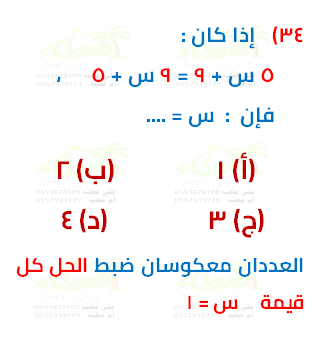 ٣٤) إذا كان :
٥ س + ٩ = ٩ س + ٥ ،
فإن : س = ....
(أ) ١ (ب) ٢
(ج) ٣ (د) ٤
العددان معكوسان ضبط الحل كل
قيمة س = ١